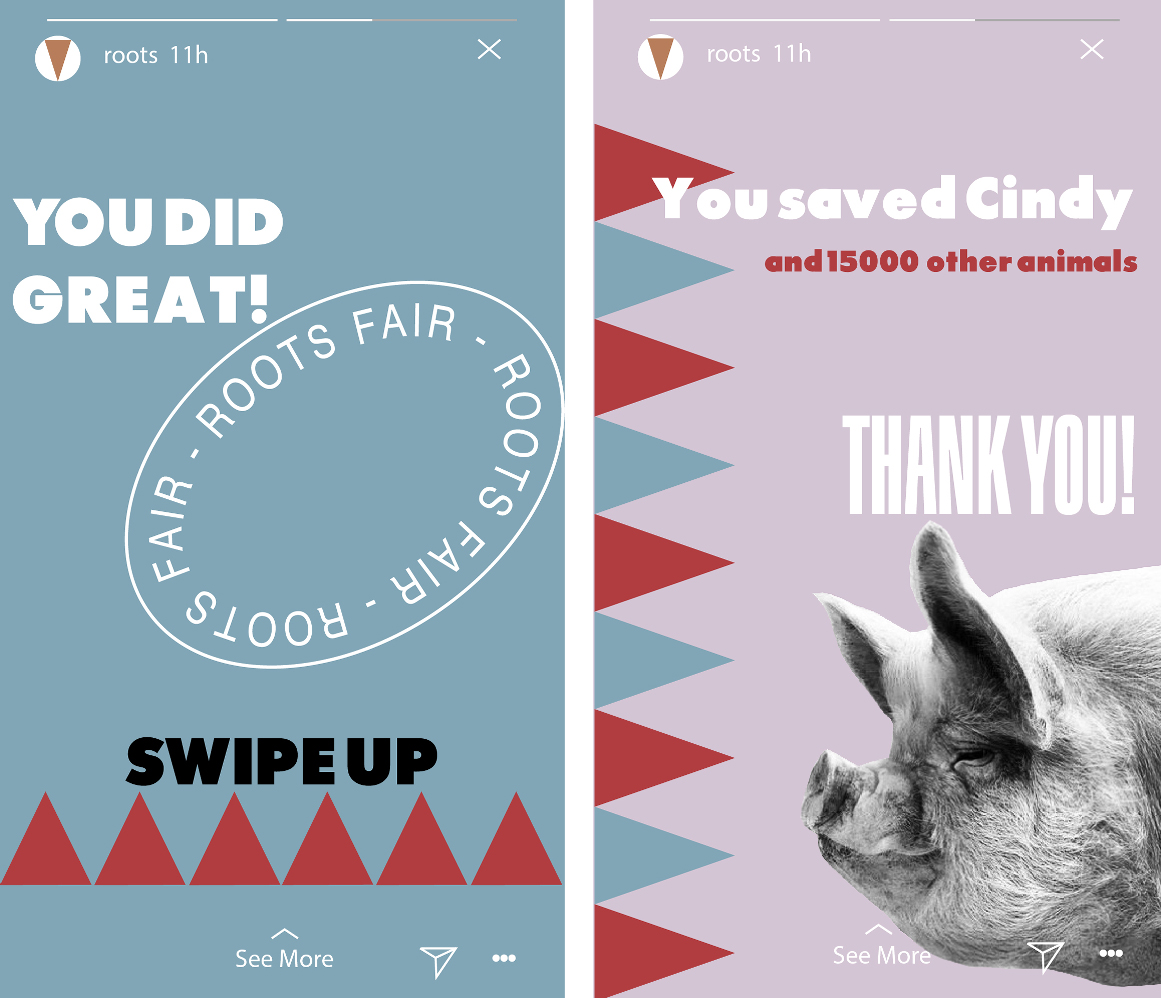 roots 11h
YOU DID
GREAT!
ROOTS FAIR - ROOTS FAIR - ROOTS FAIR -
SWIPE UP
See More
roots 11h
You saved Cindy
and 15000 other animals
THANK YOU!
See More